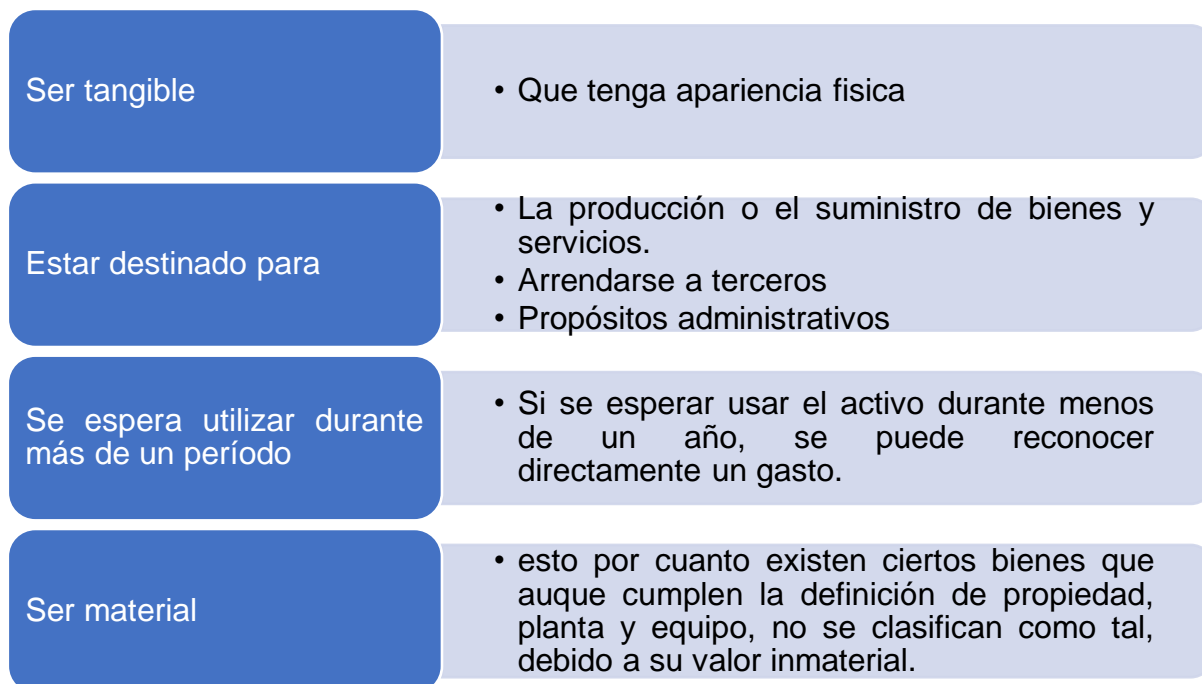 Ser tangible
• Que tenga apariencia fisica
Estar destinado para
• La producción o el suministro de bienes y
servicios.
• Arrendarse a terceros
• Propósitos administrativos
Se espera utilizar durante
más de un período
• Si se esperar usar el activo durante menos
de un año, se puede reconocer
directamente un gasto.
Ser material
• esto por cuanto existen ciertos bienes que
auque cumplen la definición de propiedad,
planta y equipo, no se clasifican como tal,
debido a su valor inmaterial.